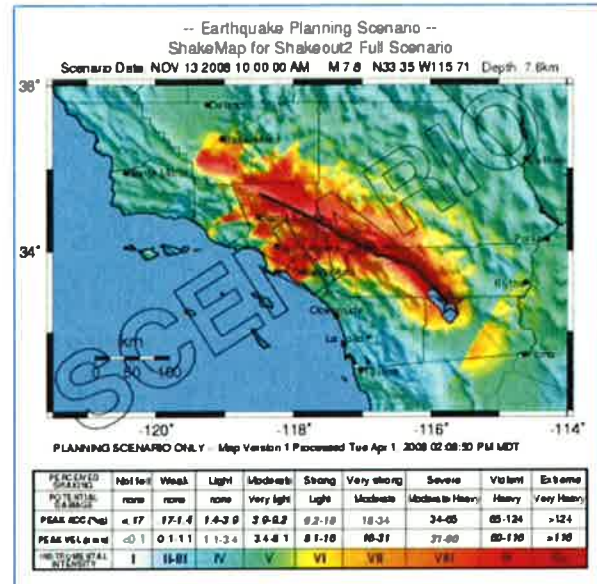 -- Earthquake Planning Scenario --
ShakeMap for Shakeout2 Full Scenario
Scenario Date: NOV 13 2008 10 00 00 AM M 7 8 N33 35 W115 71 Depth 7.6km
36°
34°
SCENARIO
km
50 100
-120° -118° -116° -114°
PLANNING SCENARIO ONLY -- Map Version 1 Processed Tue Apr 1 2008 02:08:50 PM MDT
PERCEIVED SHAKING Not felt Weak Light Moderate Strong Very strong Severe Violent Extreme
POTENTIAL DAMAGE none none none Very light Light Moderate Moderate Heavy Heavy Very Heavy
PEAK ACC (%g) <.17 .17-1.4 1.4-3.9 3.9-9.2 9.2-18 18-34 34-65 65-124 >124
PEAK VEL (cm/s) <0.1 0.1-1.1 1.1-3.4 3.4-8.1 8.1-16 16-31 31-60 60-116 >116
INSTRUMENTAL INTENSITY I II-III IV V VI VII VIII